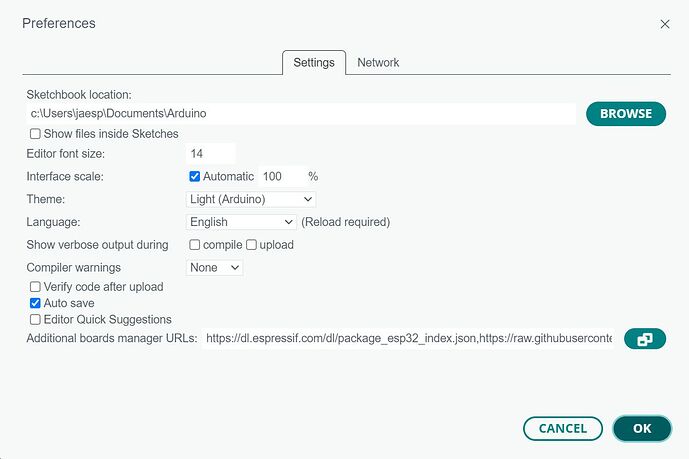 Preferences
Settings Network
Sketchbook location:
c:\Users\jaesp\Documents\Arduino BROWSE
Show files inside Sketches
Editor font size: 14
Interface scale: Automatic 100 %
Theme: Light (Arduino)
Language: English (Reload required)
Show verbose output during compile upload
Compiler warnings None
Verify code after upload
Auto save
Editor Quick Suggestions
Additional boards manager URLs: https://dl.espressif.com/dl/package_esp32_index.json,https://raw.githubuserconte
CANCEL OK